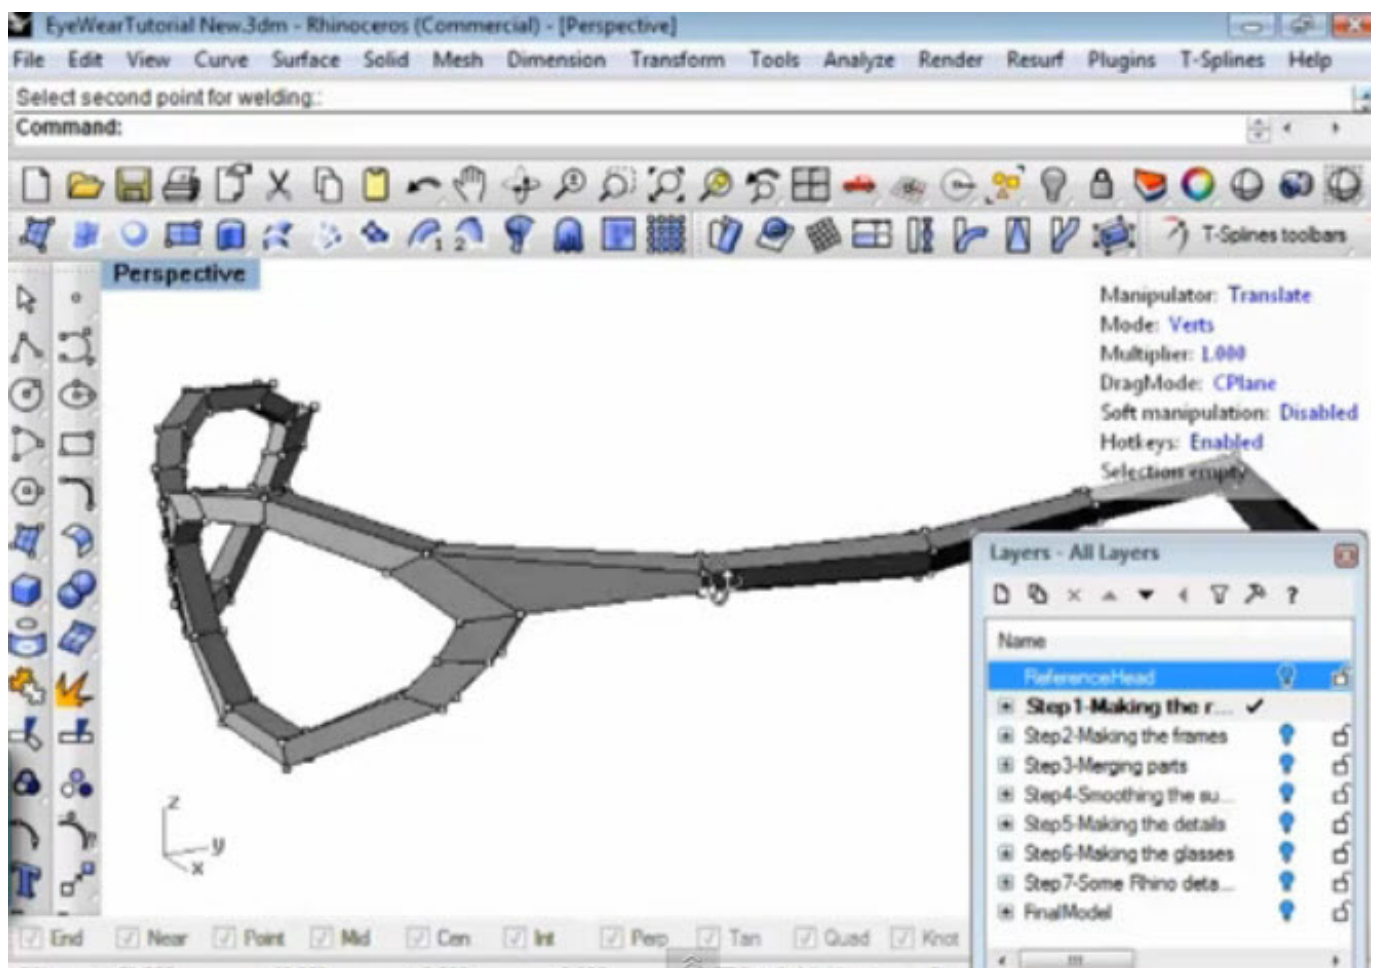 EyeWearTutorial New.3dm - Rhinoceros (Commercial) - [Perspective]
File Edit View Curve Surface Solid Mesh Dimension Transform Tools Analyze Render Resurf Plugins T-Splines Help
Select second point for welding.:
Command:
1 2 T-Splines toolbars
Perspective
Manipulator: Translate
Mode: Verts
Multiplier: 1.000
DragMode: CPlane
Soft manipulation: Disabled
Hotkeys: Enabled
Selection empty
Layers - All Layers
?
Name
ReferenceHead
Step1-Making the r...
Step2-Making the frames
Step3-Merging parts
Step4-Smoothing the su...
Step5-Making the details
Step6-Making the glasses
Step7-Some Rhino deta...
FinalModel
z
y
x
End Near Point Mid Cen Int Perp Tan Quad Knot